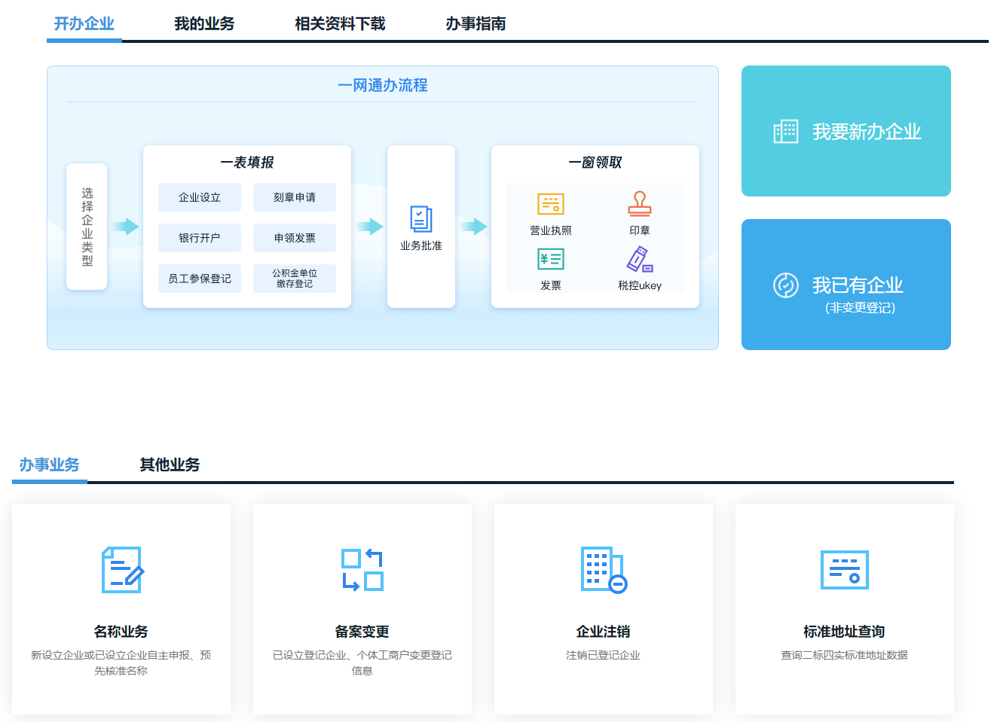 开办企业
我的业务
相关资料下载
办事指南
一网通办流程
选择企业类型
一表填报
企业设立
刻章申请
银行开户
申领发票
员工参保登记
公积金单位
缴存登记
业务批准
一窗领取
营业执照
印章
发票
税控ukey
我要新办企业
我已有企业
(非变更登记)
办事业务
其他业务
名称业务
新设立企业或已设立企业自主申报、预
先核准名称
备案变更
已设立登记企业、个体工商户变更登记
信息
企业注销
注销已登记企业
标准地址查询
查询二标四实标准地址数据